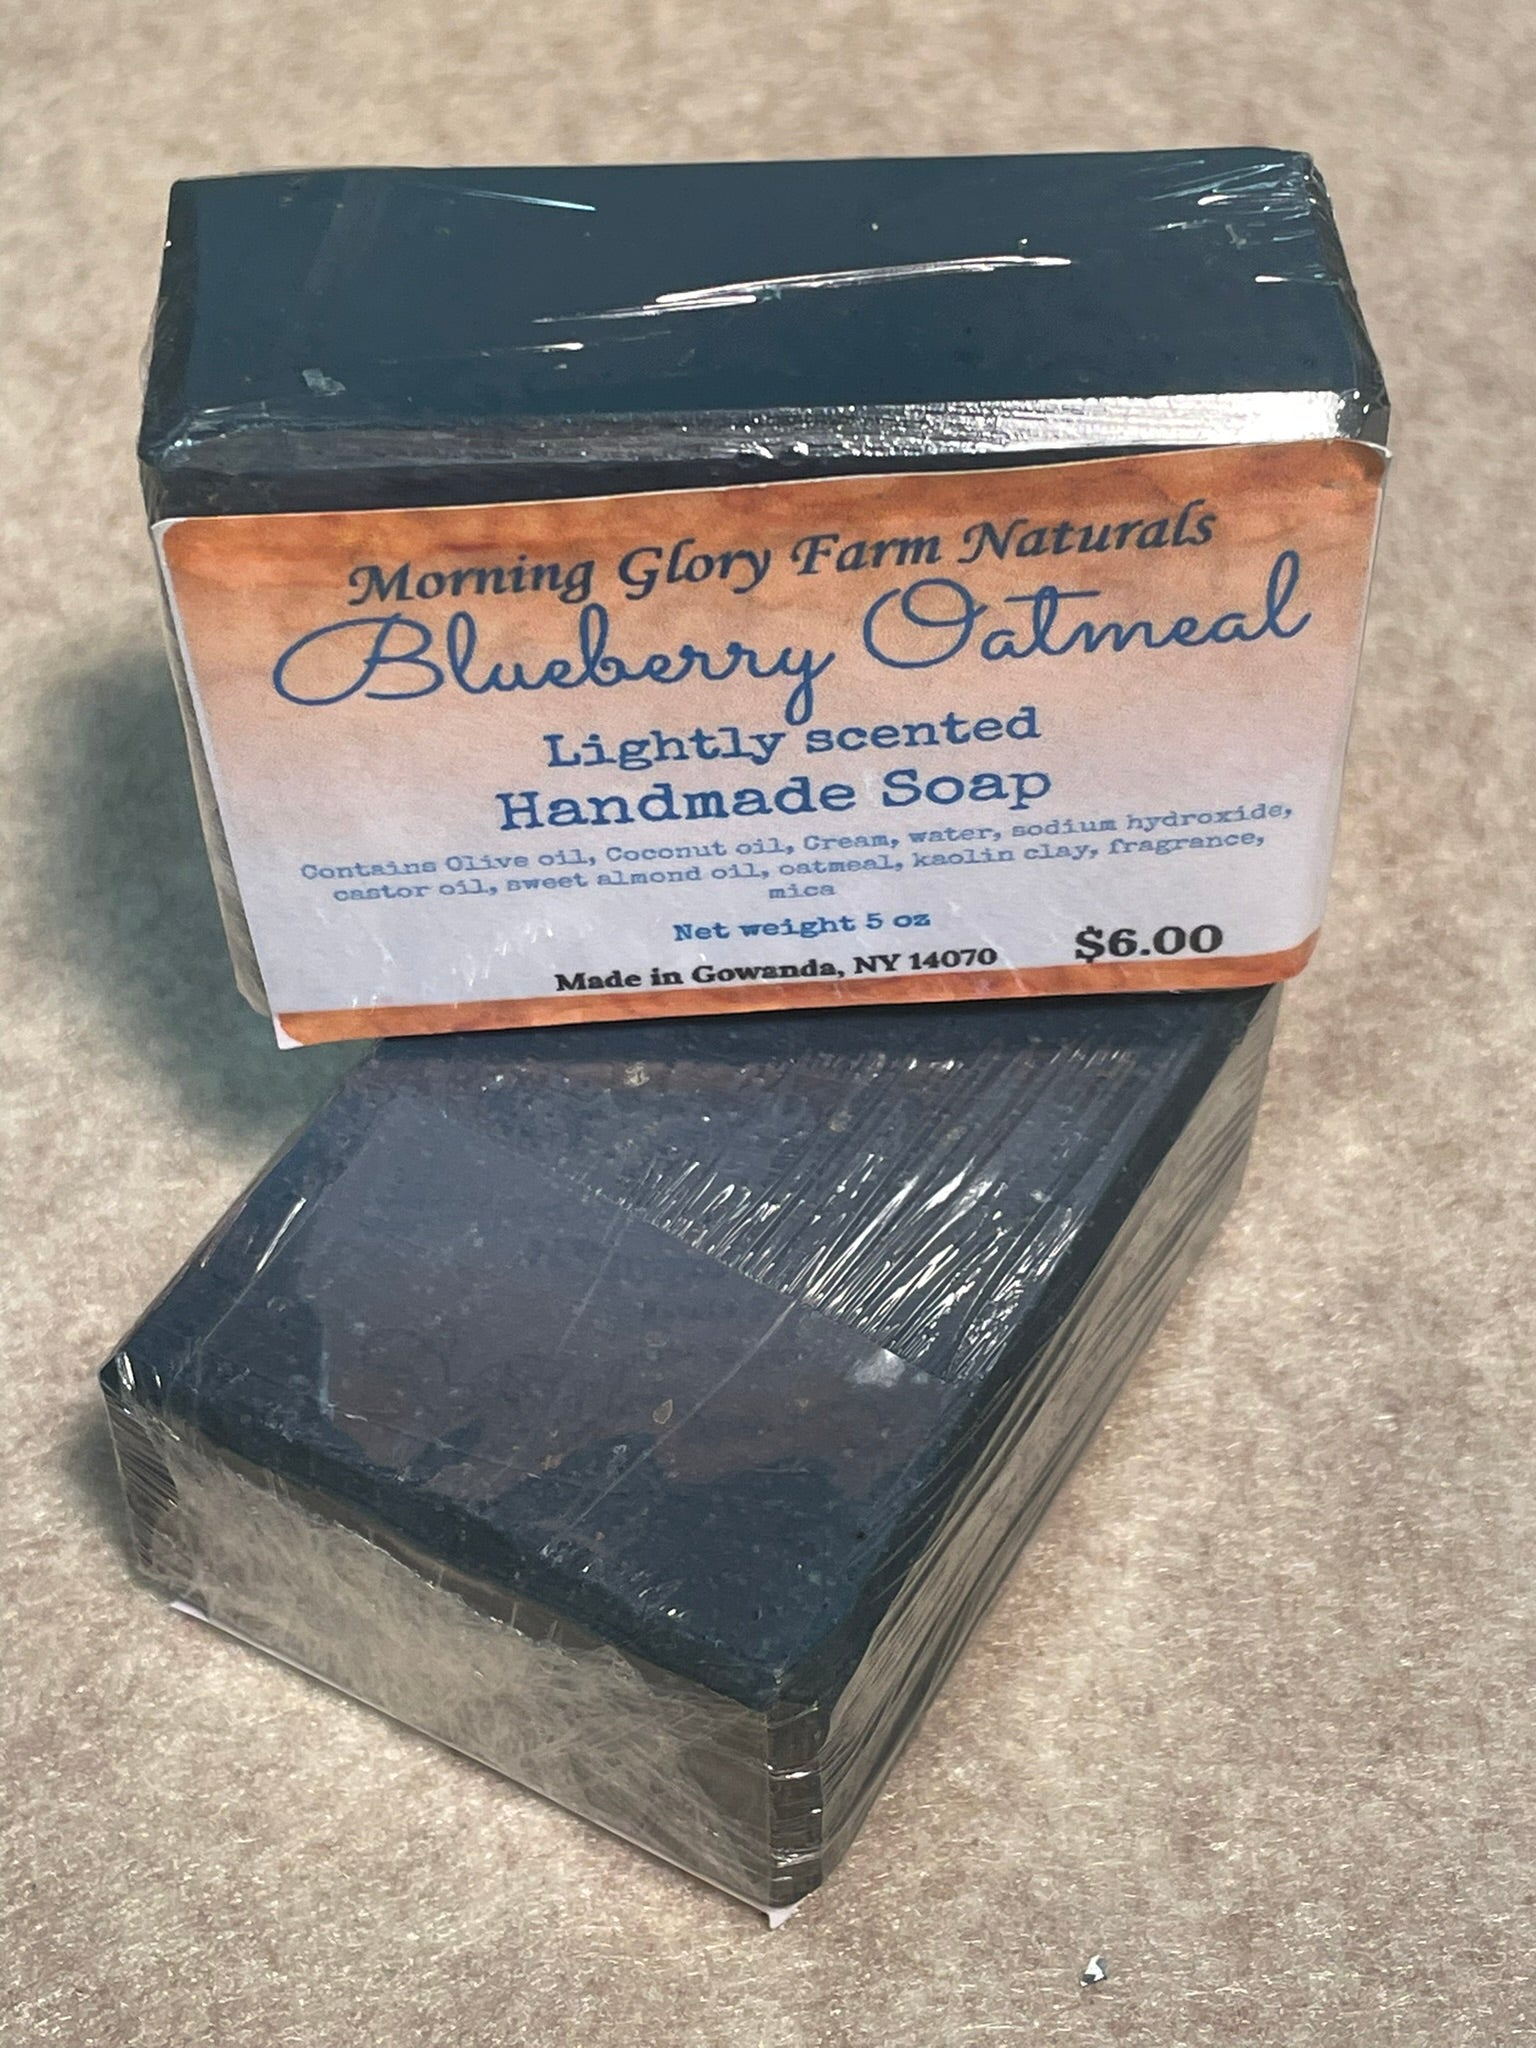 Morning Glory Farm Naturals
Blueberry Oatmeal
Lightly scented
Handmade Soap
Contains Olive oil, Coconut oil, Cream, water, sodium hydroxide,
castor oil, sweet almond oil, oatmeal, kaolin clay, fragrance,
mica
Net weight 5 oz
Made in Gowanda, NY 14070
$6.00